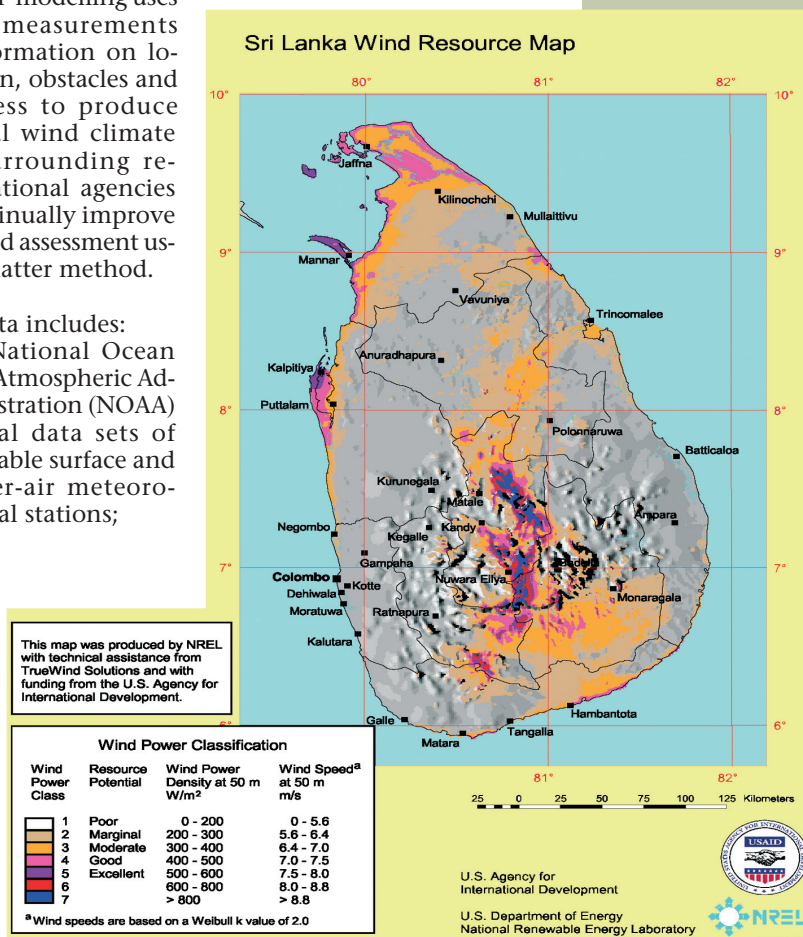 r modelling uses
measurements
ormation on lo-
n, obstacles and
ess to produce
al wind climate
urrounding re-
ational agencies
tinually improve
d assessment us-
atter method.
ta includes:
National Ocean
Atmospheric Ad-
stration (NOAA)
al data sets of
able surface and
er-air meteoro-
al stations;
Sri Lanka Wind Resource Map
80° 81°
10° 10°
Jaffna
Kilinochchi
Mullaittivu
9° 9°
Mannar
Vavuniya
Trincomalee
Anuradhapura
Kalpitiya
8° 8°
Puttalam
Polonnaruwa
Batticaloa
Kurunegala
Matale
Ampara
Negombo
Kandy
Kegalle
Gampaha
7° 7°
Colombo
Kotte
Nuwara Eliya
Badulla
Dehiwala
Monaragala
Moratuwa
Ratnapura
Kalutara
6° 6°
Galle
Hambantota
Matara
Tangalla
81° 82°
This map was produced by NREL
with technical assistance from
TrueWind Solutions and with
funding from the U.S. Agency for
International Development.
Wind Power Classification
Wind Resource Wind Power Wind Speedᵃ
Power Potential Density at 50 m at 50 m
Class W/m² m/s
1 Poor 0 - 200 0 - 5.6
2 Marginal 200 - 300 5.6 - 6.4
3 Moderate 300 - 400 6.4 - 7.0
4 Good 400 - 500 7.0 - 7.5
5 Excellent 500 - 600 7.5 - 8.0
6 600 - 800 8.0 - 8.8
7 > 800 > 8.8
ᵃ Wind speeds are based on a Weibull k value of 2.0
25 0 25 50 75 100 125 Kilometers
U.S. Agency for
International Development
U.S. Department of Energy
National Renewable Energy Laboratory
USAID
NREL